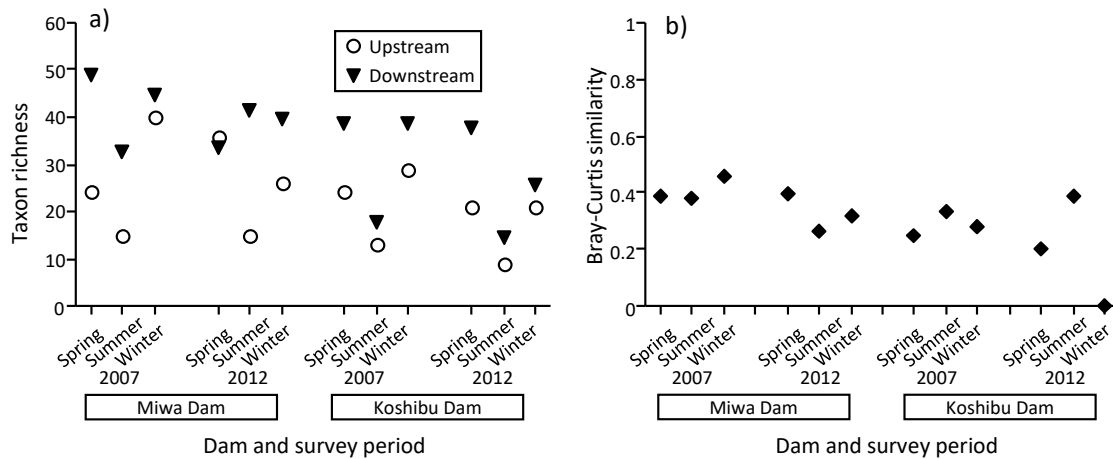 a)
60
50
40
30
20
10
0
Taxon richness
Upstream
Downstream
Spring Summer Winter Spring Summer Winter Spring Summer Winter Spring Summer Winter
2007 2012 2007 2012
Miwa Dam Koshibu Dam
Dam and survey period
b)
1
0.8
0.6
0.4
0.2
0
Bray-Curtis similarity
Spring Summer Winter Spring Summer Winter Spring Summer Winter Spring Summer Winter
2007 2012 2007 2012
Miwa Dam Koshibu Dam
Dam and survey period